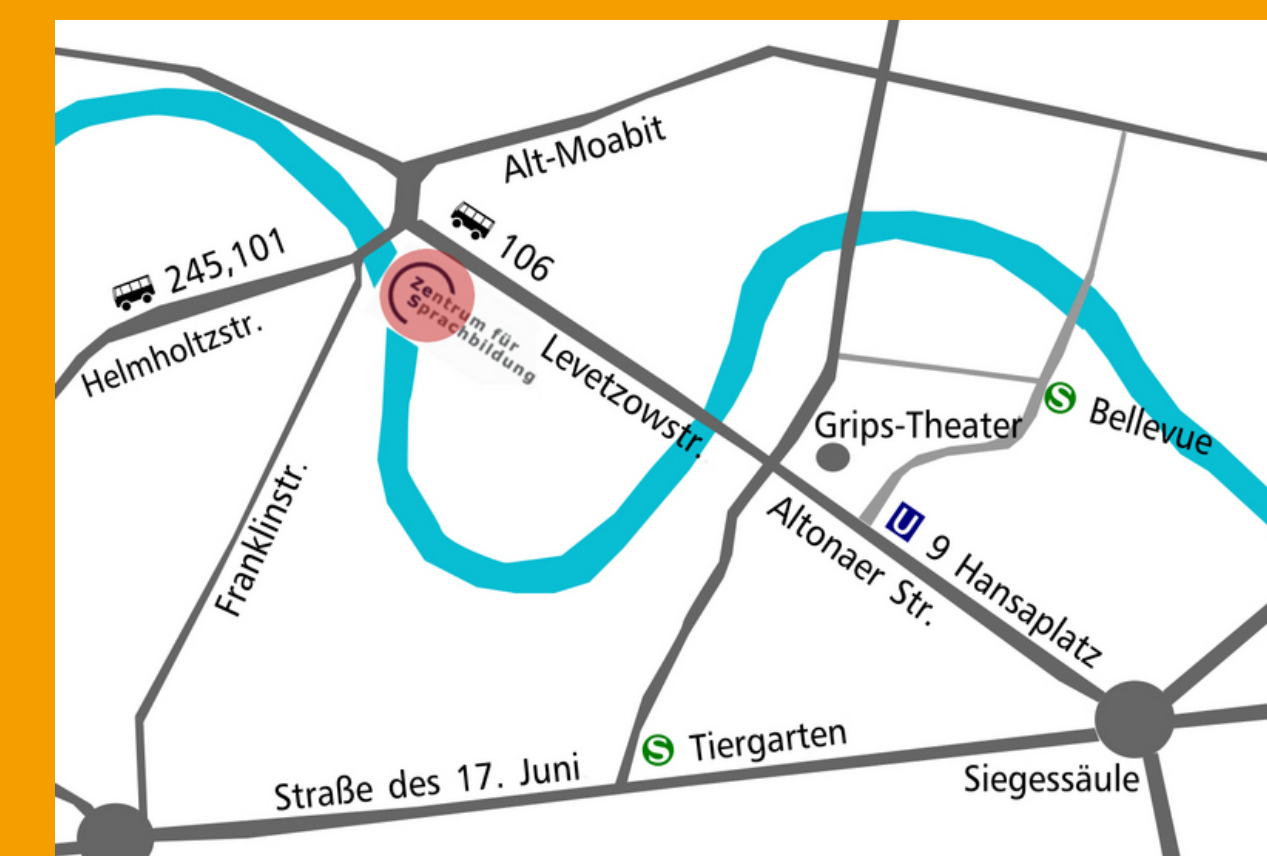 Alt-Moabit
245,101
106
Helmholtzstr.
Zentrum für
Sprachbildung
Levetzowstr.
Grips-Theater
S Bellevue
Franklinstr.
Altonaer Str.
U 9 Hansaplatz
S Tiergarten
Straße des 17. Juni
Siegessäule